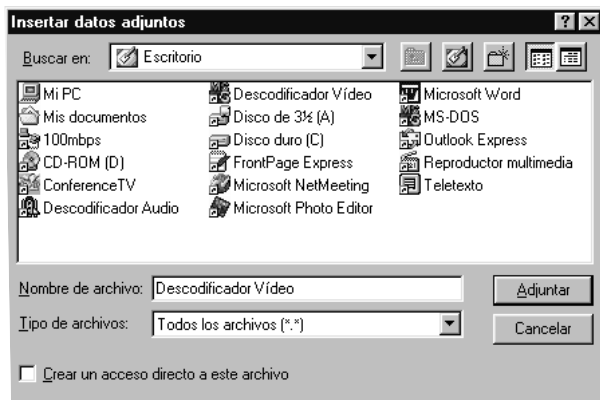 Insertar datos adjuntos
Buscar en: Escritorio
Mi PC
Mis documentos
100mbps
CD-ROM (D)
ConferenceTV
Descodificador Audio
Descodificador Vídeo
Disco de 3½ (A)
Disco duro (C)
FrontPage Express
Microsoft NetMeeting
Microsoft Photo Editor
Microsoft Word
MS-DOS
Outlook Express
Reproductor multimedia
Teletexto
Nombre de archivo: Descodificador Vídeo Adjuntar
Tipo de archivos: Todos los archivos (*.*) Cancelar
Crear un acceso directo a este archivo